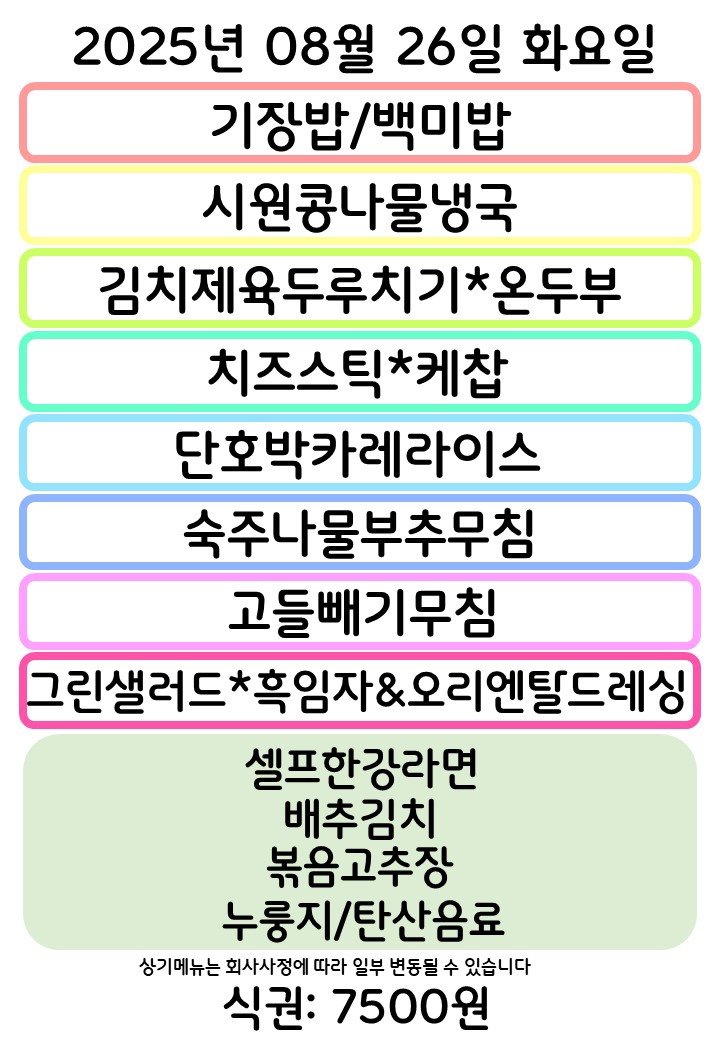 2025년 08월 26일 화요일
기장밥/백미밥
시원콩나물냉국
김치제육두루치기*온두부
치즈스틱*케찹
단호박카레라이스
숙주나물부추무침
고들빼기무침
그린샐러드*흑임자&오리엔탈드레싱
셀프한강라면
배추김치
볶음고추장
누룽지/탄산음료
상기메뉴는 회사사정에 따라 일부 변동될 수 있습니다
식권: 7500원